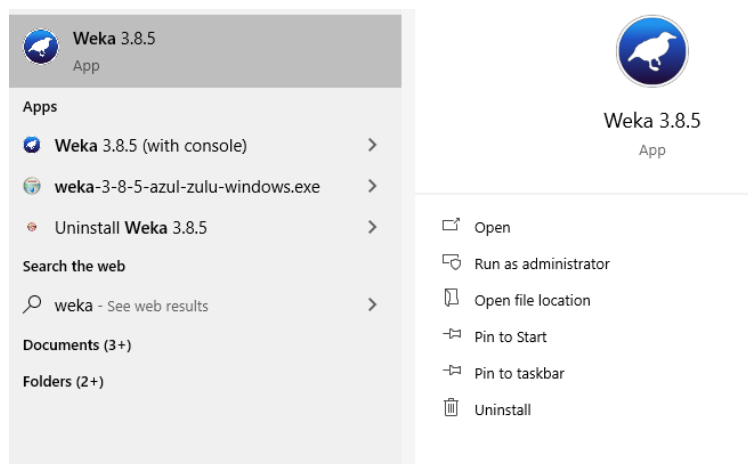 Weka 3.8.5
App
Apps
Weka 3.8.5 (with console)
weka-3-8-5-azul-zulu-windows.exe
Uninstall Weka 3.8.5
Search the web
weka - See web results
Documents (3+)
Folders (2+)
Weka 3.8.5
App
Open
Run as administrator
Open file location
Pin to Start
Pin to taskbar
Uninstall